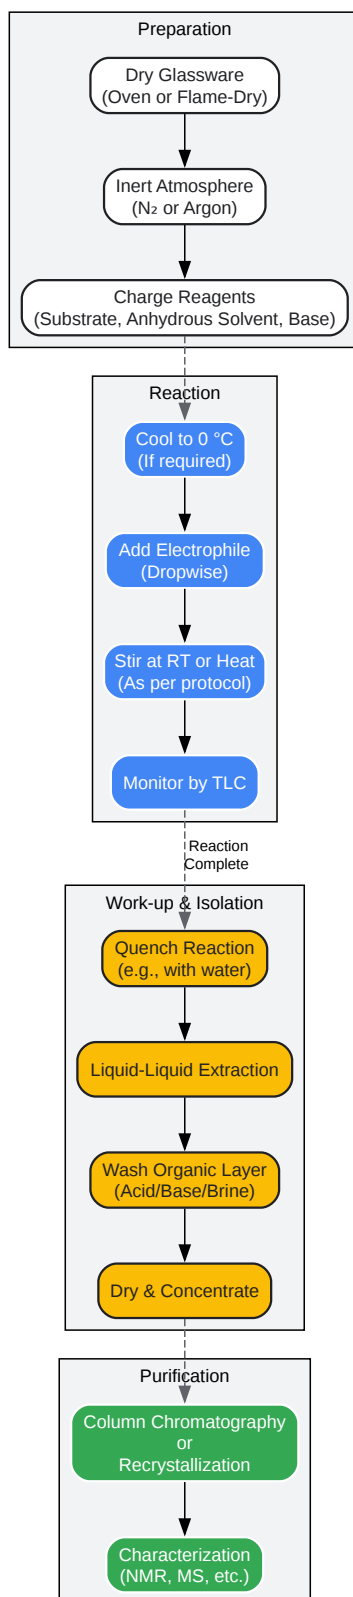 Preparation
Dry Glassware
(Oven or Flame-Dry)
Inert Atmosphere
(N₂ or Argon)
Charge Reagents
(Substrate, Anhydrous Solvent, Base)
Reaction
Cool to 0 °C
(If required)
Add Electrophile
(Dropwise)
Stir at RT or Heat
(As per protocol)
Monitor by TLC
Reaction
Complete
Work-up & Isolation
Quench Reaction
(e.g., with water)
Liquid-Liquid Extraction
Wash Organic Layer
(Acid/Base/Brine)
Dry & Concentrate
Purification
Column Chromatography
or
Recrystallization
Characterization
(NMR, MS, etc.)